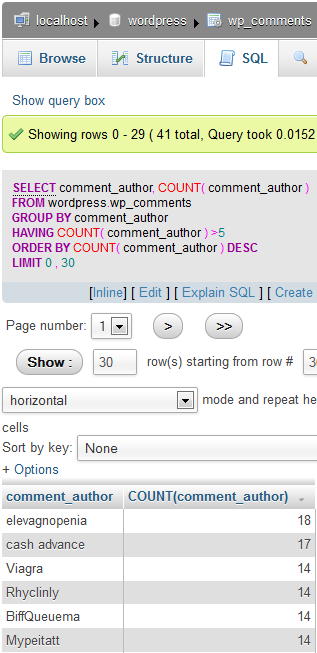 localhost wordpress wp_comments
Browse Structure SQL
Show query box
Showing rows 0 - 29 ( 41 total, Query took 0.0152
SELECT comment_author, COUNT( comment_author )
FROM wordpress.wp_comments
GROUP BY comment_author
HAVING COUNT( comment_author ) >5
ORDER BY COUNT( comment_author ) DESC
LIMIT 0 , 30
[Inline] [ Edit ] [ Explain SQL ] [ Create
Page number: 1 > >>
Show : 30 row(s) starting from row #
horizontal mode and repeat he
cells
Sort by key: None
+ Options
comment_author COUNT(comment_author)
elevagnopenia 18
cash advance 17
Viagra 14
Rhyclinly 14
BiffQueuema 14
Mypeitatt 14